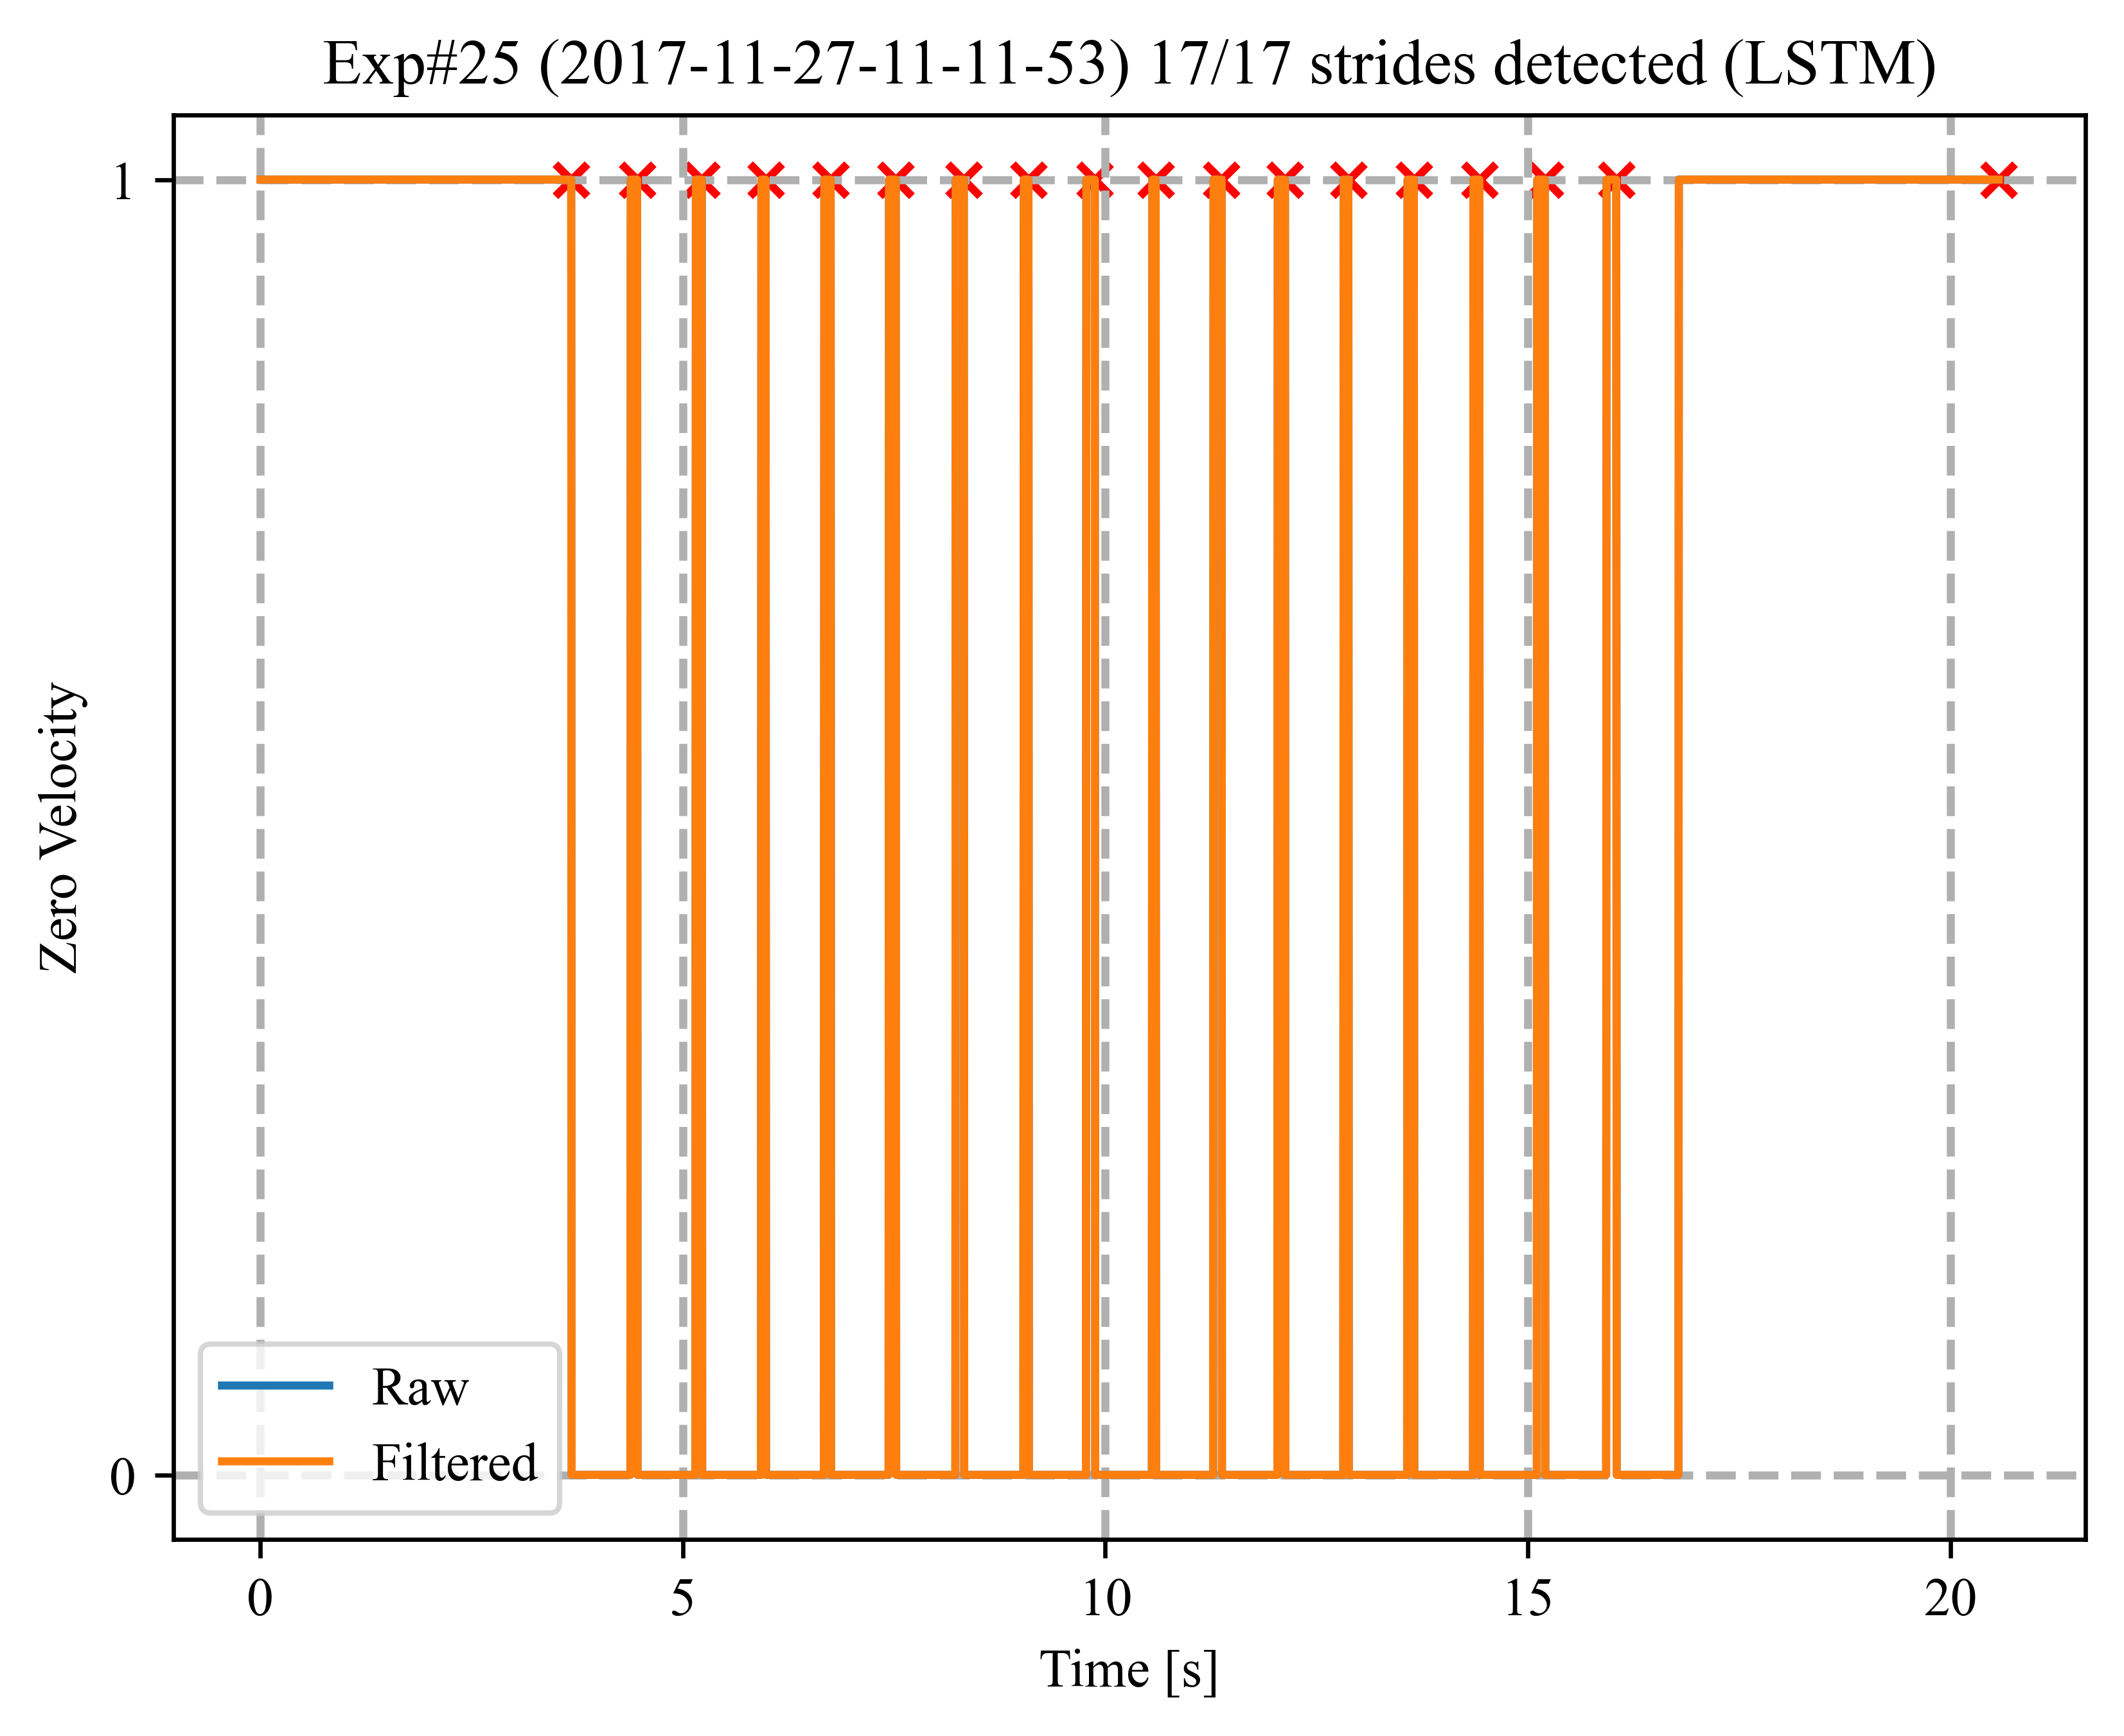 Exp#25 (2017-11-27-11-11-53) 17/17 strides detected (LSTM)
1
Zero Velocity
Raw
Filtered
0
0 5 10 15 20
Time [s]